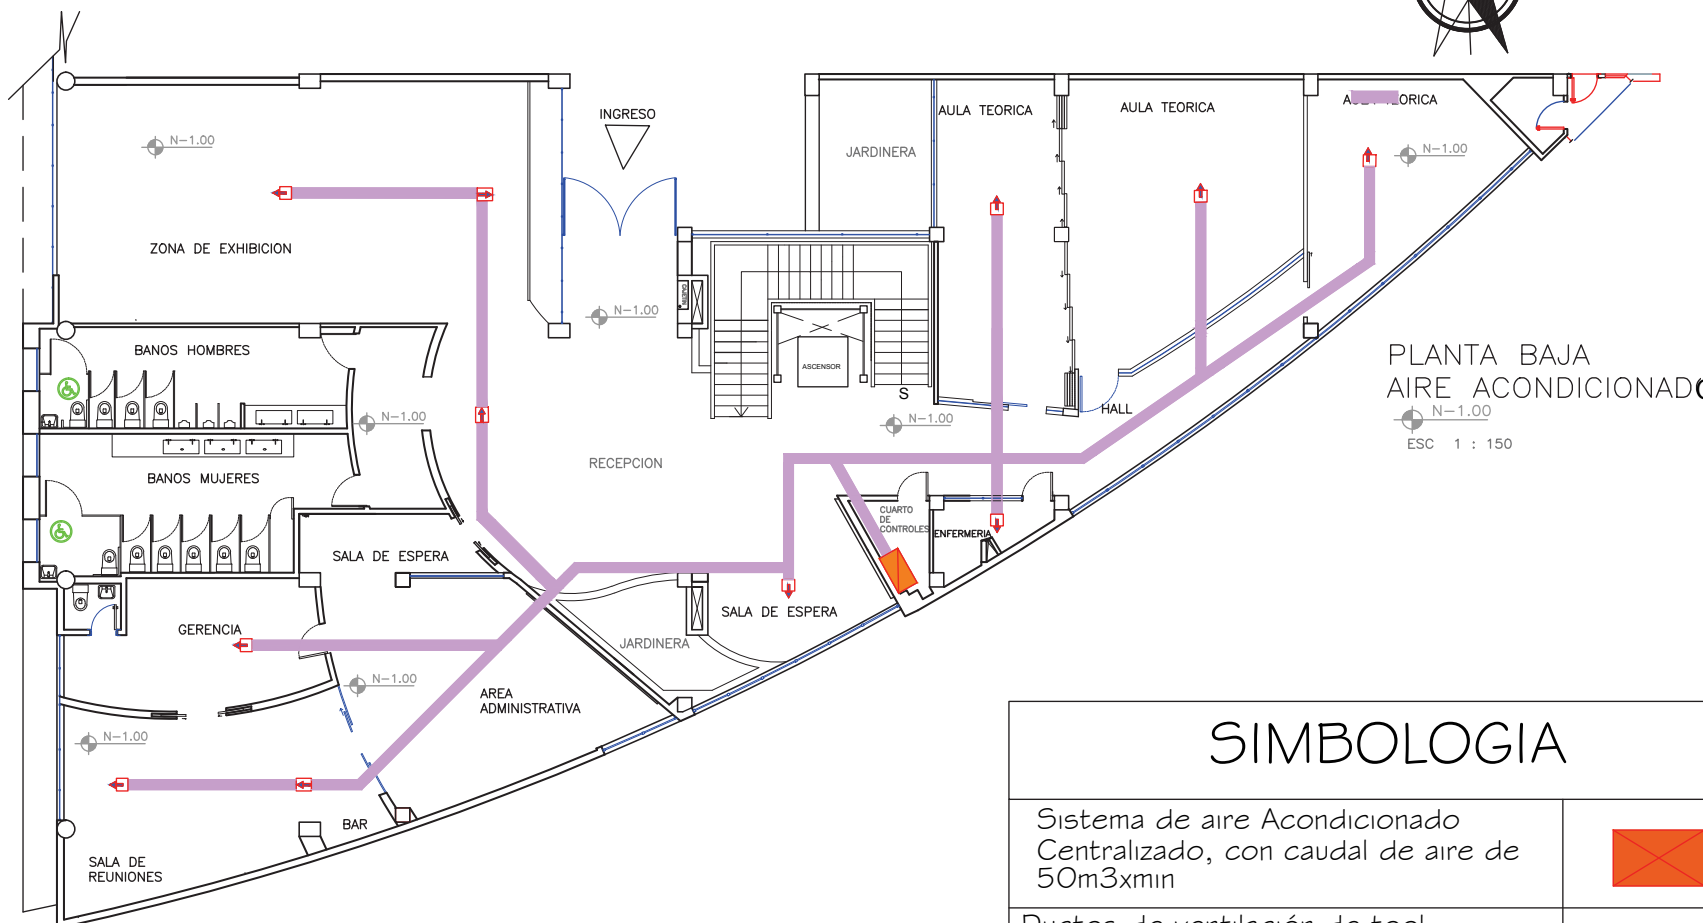 INGRESO
AULA TEORICA
AULA TEORICA
N-1.00
JARDINERA
N-1.00
N-1.00
ZONA DE EXHIBICION
N-1.00
BANOS HOMBRES
ASCENSOR
S
PLANTA BAJA
AIRE ACONDICIONADO
N-1.00
ESC 1 : 150
HALL
N-1.00
N-1.00
RECEPCION
BANOS MUJERES
CUARTO
DE
CONTROLES
ENFERMERIA
SALA DE ESPERA
SALA DE ESPERA
GERENCIA
JARDINERA
N-1.00
AREA
ADMINISTRATIVA
N-1.00
BAR
SALA DE
REUNIONES
SIMBOLOGIA
Sistema de aire Acondicionado
Centralizado, con caudal de aire de
50m3xmin